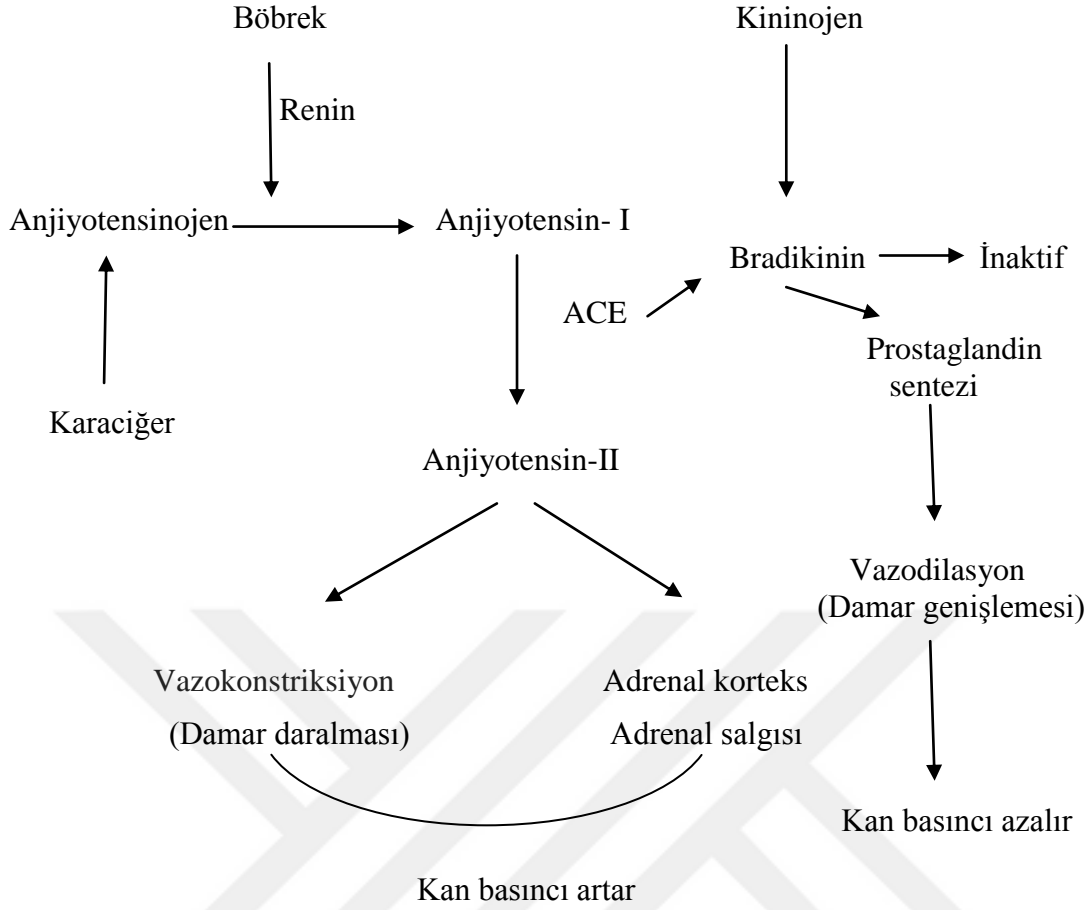 Böbrek
Kininojen
Renin
Anjiyotensinojen
Anjiyotensin- I
Bradikinin
İnaktif
ACE
Prostaglandin
sentezi
Karaciğer
Anjiyotensin-II
Vazodilasyon
(Damar genişlemesi)
Vazokonstriksiyon
(Damar daralması)
Adrenal korteks
Adrenal salgısı
Kan basıncı azalır
Kan basıncı artar